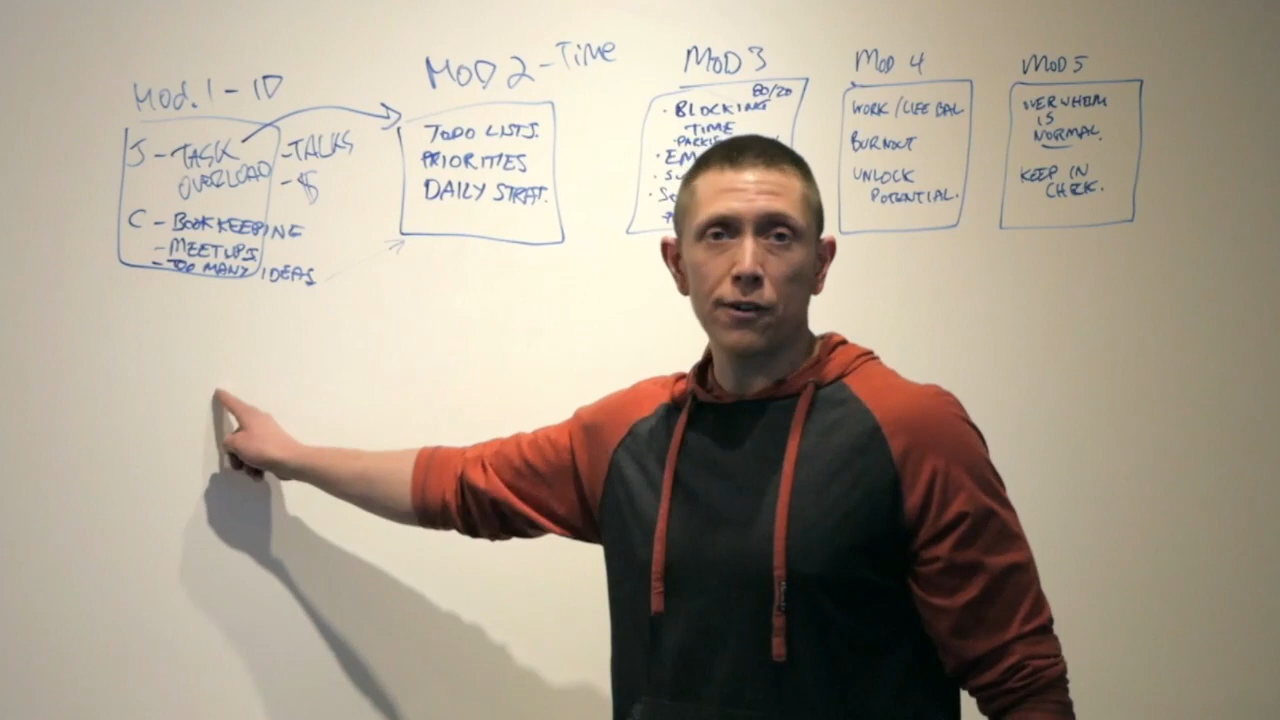 Mod. 1 - ID
J - TASK OVERLOAD
- TALKS
- $
C - BOOKKEEPING
- MEETUPS
- TOO MANY IDEAS
MOD 2 - TIME
TODO LISTS.
PRIORITIES
DAILY STRAT.
MOD 3
80/20
· BLOCKING
TIME
MOD 4
WORK/LIFE BAL
BURNOUT
UNLOCK
POTENTIAL.
MOD 5
OVERWHELM
IS
NORMAL.
KEEP IN
CHECK.